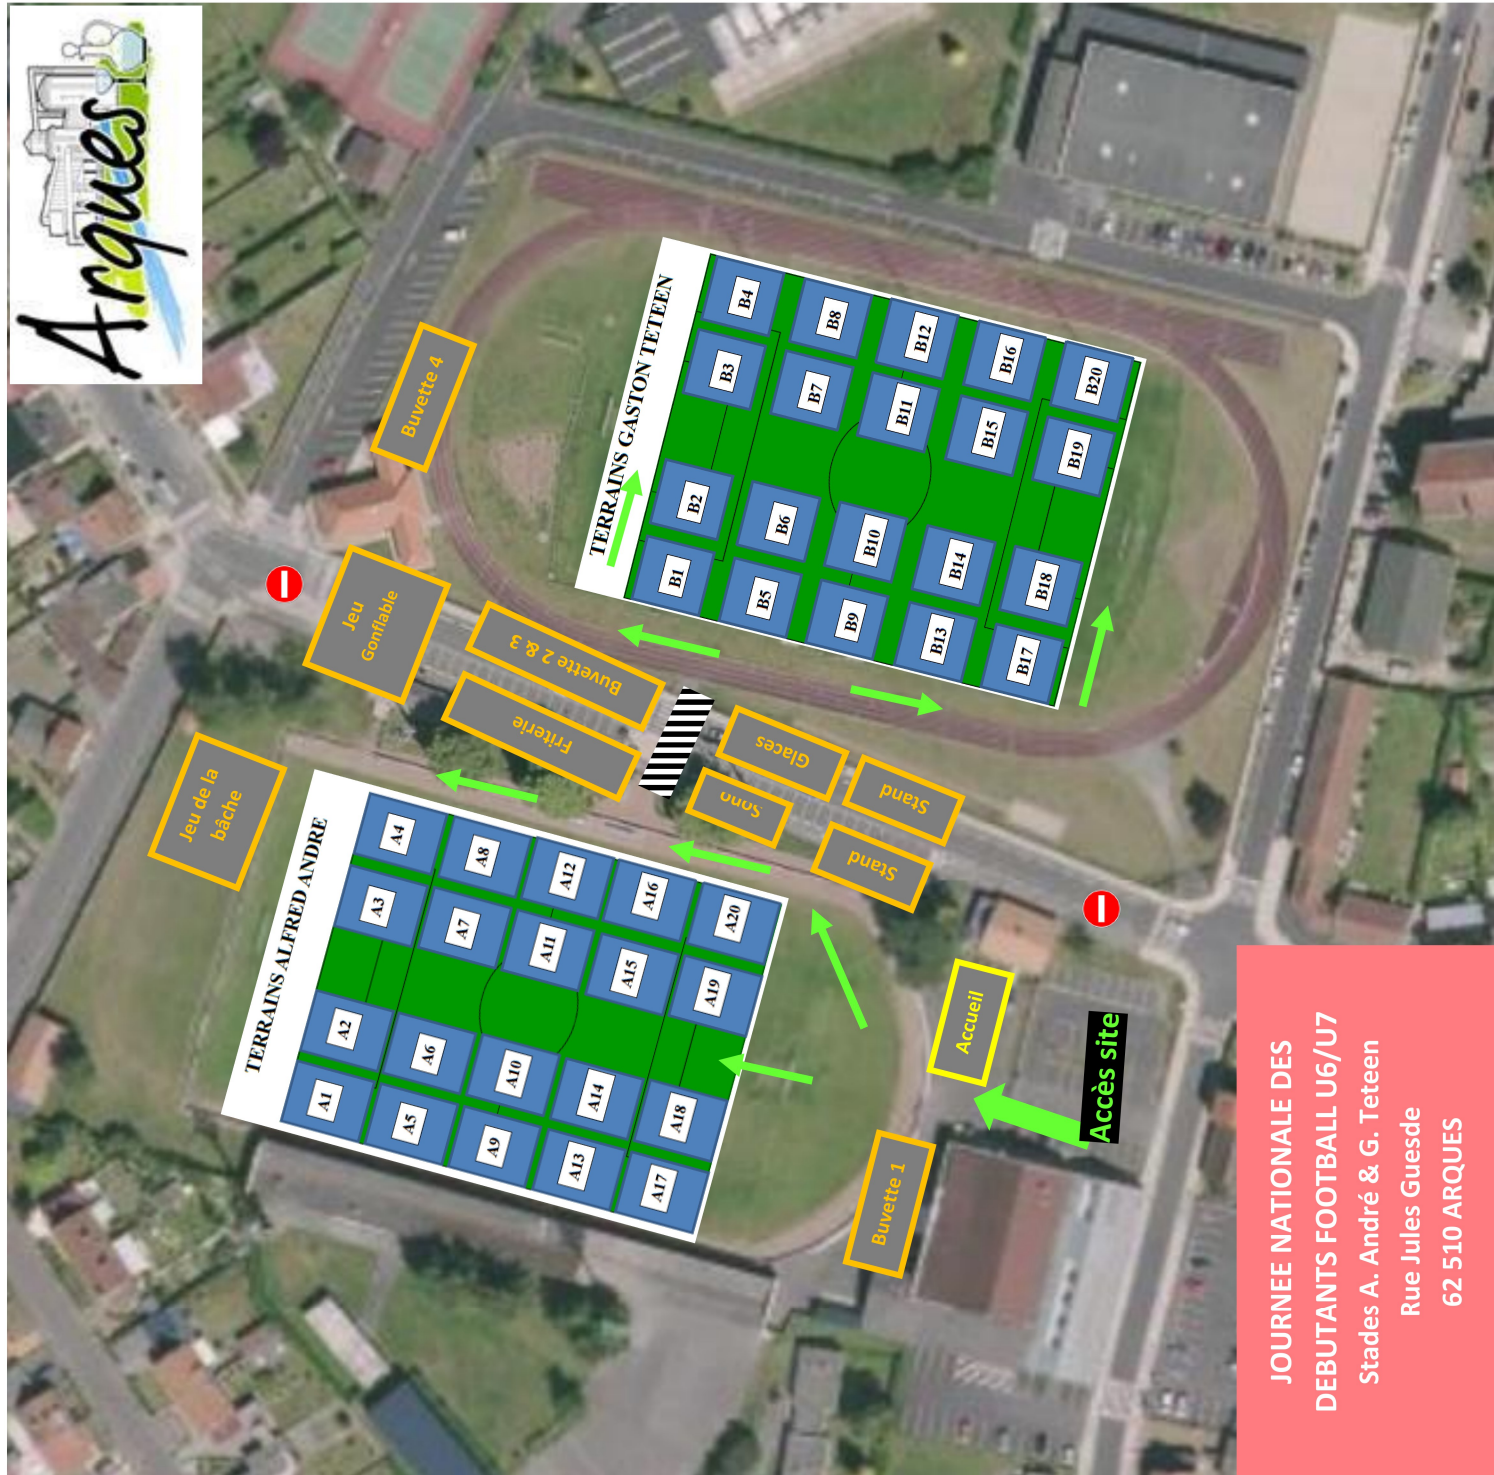 Arques
JOURNEE NATIONALE DES
DEBUTANTS FOOTBALL U6/U7
Stades A. André & G. Teteen
Rue Jules Guesde
62 510 ARQUES
TERRAINS ALFRED ANDRE
A1
A2
A3
A4
A5
A6
A7
A8
A9
A10
A11
A12
A13
A14
A15
A16
A17
A18
A19
A20
TERRAINS GASTON TETEEN
B1
B2
B3
B4
B5
B6
B7
B8
B9
B10
B11
B12
B13
B14
B15
B16
B17
B18
B19
B20
Jeu de la
bâche
Jeu
Gonflable
Buvette 4
Buvette 2 & 3
Friterie
Glaces
Sono
Stand
Stand
Accueil
Buvette 1
Accès site